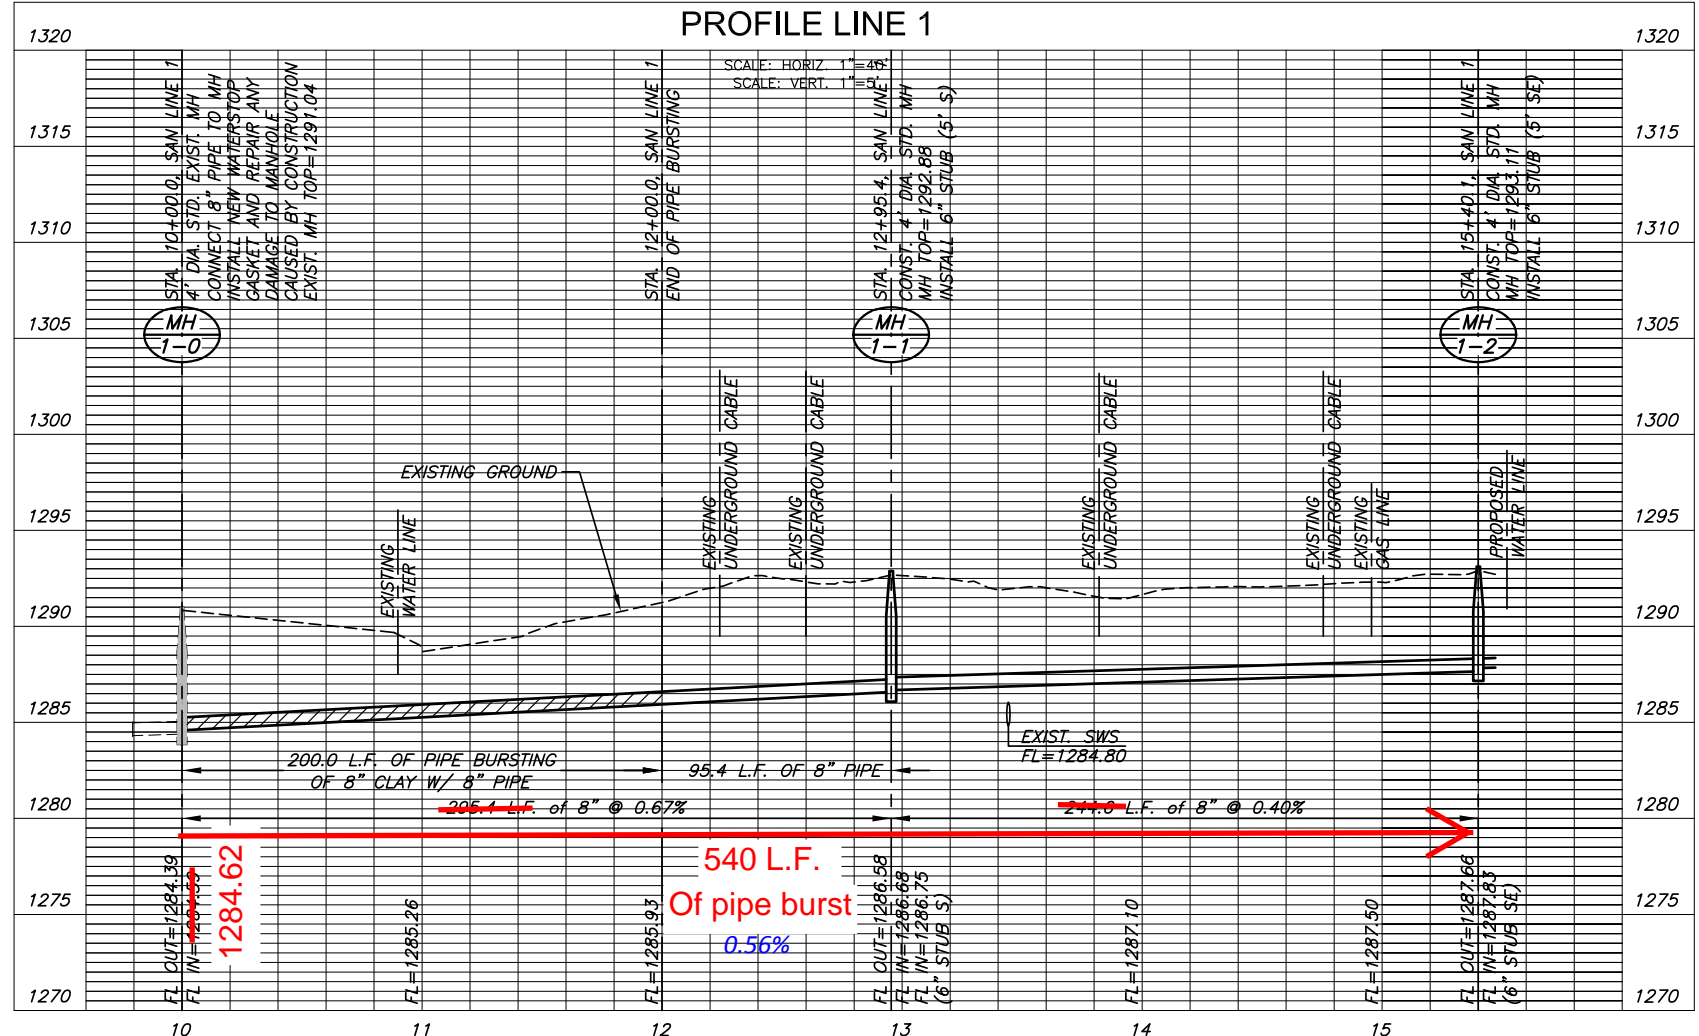 PROFILE LINE 1
SCALE: HORIZ. 1"=40'
SCALE: VERT. 1"=5'
1320
1315
1310
1305
1300
1295
1290
1285
1280
1275
1270
1320
1315
1310
1305
1300
1295
1290
1285
1280
1275
1270
STA. 10+00.0, SAN LINE 1
4' DIA. STD. EXIST. MH
CONNECT 8" PIPE TO MH
INSTALL NEW WATERSTOP
GASKET AND REPAIR ANY
DAMAGE TO MANHOLE
CAUSED BY CONSTRUCTION
EXIST. MH TOP=1291.04
STA. 12+00.0, SAN LINE 1
END OF PIPE BURSTING
STA. 12+95.4, SAN LINE 1
CONST. 4' DIA. STD. MH
MH TOP=1292.88
INSTALL 6" STUB (5' S)
STA. 15+40.1, SAN LINE 1
CONST. 4' DIA. STD. MH
MH TOP=1293.11
INSTALL 6" STUB (5' SE)
MH
1-0
MH
1-1
MH
1-2
EXISTING GROUND
EXISTING
WATER LINE
EXISTING
UNDERGROUND CABLE
EXISTING
UNDERGROUND CABLE
EXISTING
UNDERGROUND CABLE
EXISTING
UNDERGROUND CABLE
EXISTING
GAS LINE
PROPOSED
WATER LINE
EXIST. SWS
FL=1284.80
200.0 L.F. OF PIPE BURSTING
OF 8" CLAY W/ 8" PIPE
95.4 L.F. OF 8" PIPE
295.4 L.F. of 8" @ 0.67%
244.6 L.F. of 8" @ 0.40%
540 L.F.
Of pipe burst
0.56%
FL OUT=1284.39
FL IN=1284.59
1284.62
FL=1285.26
FL=1285.93
FL OUT=1286.58
FL IN=1286.68
FL IN=1286.75
(6" STUB S)
FL=1287.10
FL=1287.50
FL OUT=1287.66
FL IN=1287.83
(6" STUB SE)
10
11
12
13
14
15